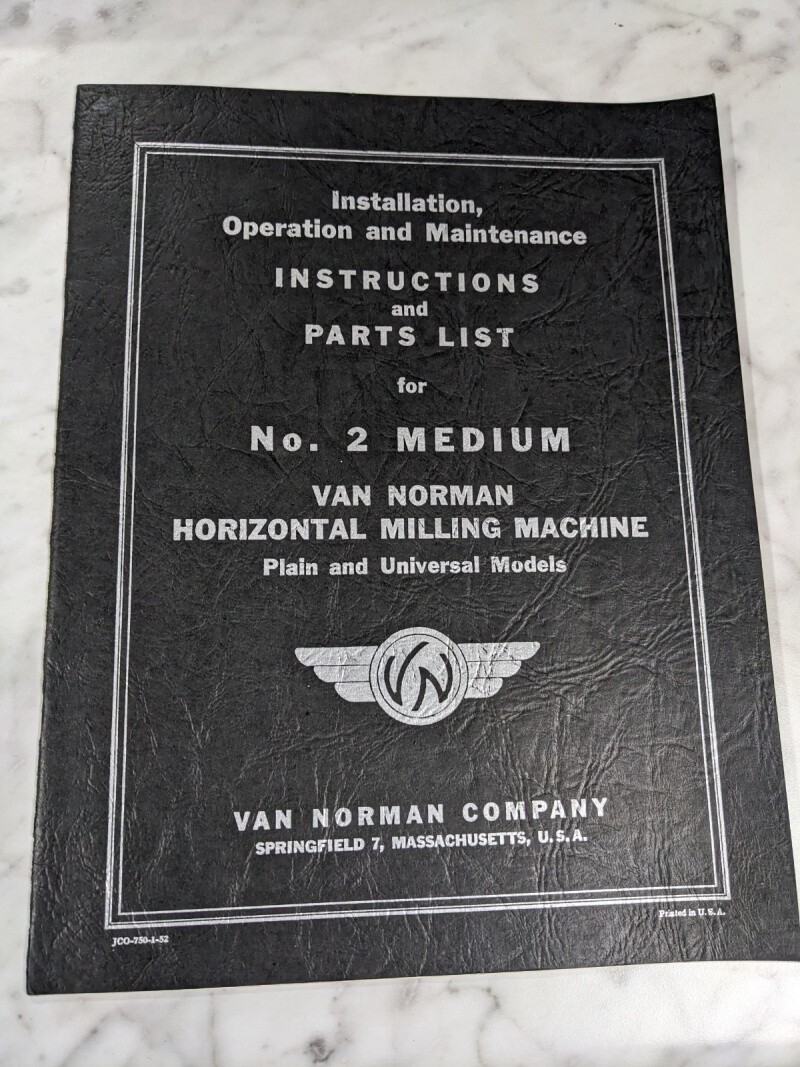 Installation,
Operation and Maintenance
INSTRUCTIONS
and
PARTS LIST
for
No. 2 MEDIUM
VAN NORMAN
HORIZONTAL MILLING MACHINE
Plain and Universal Models
VN
VAN NORMAN COMPANY
SPRINGFIELD 7, MASSACHUSETTS, U.S.A.
Printed in U.S.A.
JCO-750-1-52